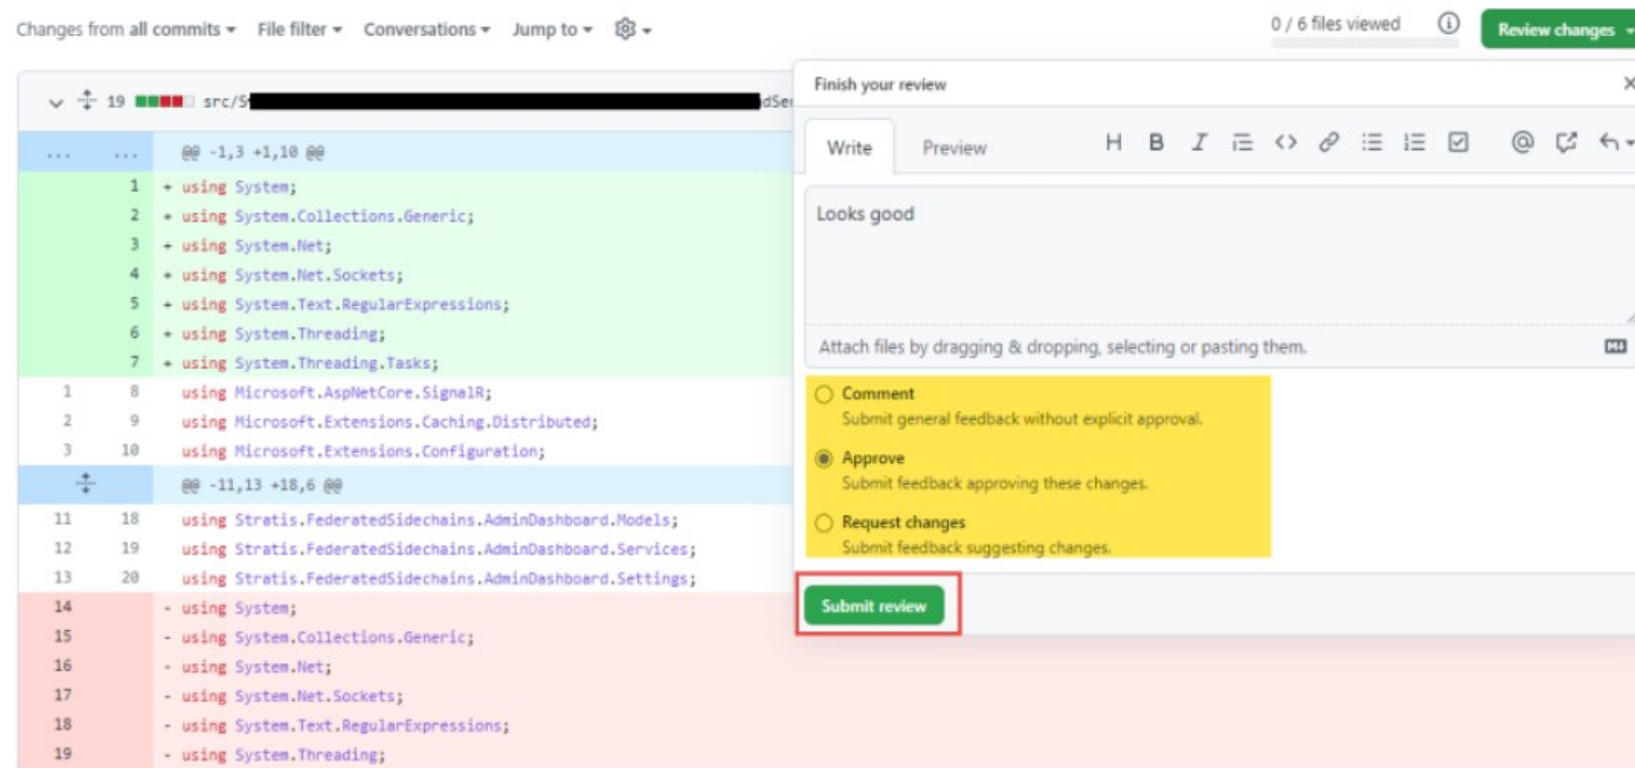 Changes from all commits File filter Conversations Jump to
0 / 6 files viewed Review changes
19 src/S dSe
@@ -1,3 +1,10 @@
1 + using System;
2 + using System.Collections.Generic;
3 + using System.Net;
4 + using System.Net.Sockets;
5 + using System.Text.RegularExpressions;
6 + using System.Threading;
7 + using System.Threading.Tasks;
1 8 using Microsoft.AspNetCore.SignalR;
2 9 using Microsoft.Extensions.Caching.Distributed;
3 10 using Microsoft.Extensions.Configuration;
@@ -11,13 +18,6 @@
11 18 using Stratis.FederatedSidechains.AdminDashboard.Models;
12 19 using Stratis.FederatedSidechains.AdminDashboard.Services;
13 20 using Stratis.FederatedSidechains.AdminDashboard.Settings;
14 - using System;
15 - using System.Collections.Generic;
16 - using System.Net;
17 - using System.Net.Sockets;
18 - using System.Text.RegularExpressions;
19 - using System.Threading;
Finish your review
Write Preview
Looks good
Attach files by dragging & dropping, selecting or pasting them.
Comment
Submit general feedback without explicit approval.
Approve
Submit feedback approving these changes.
Request changes
Submit feedback suggesting changes.
Submit review